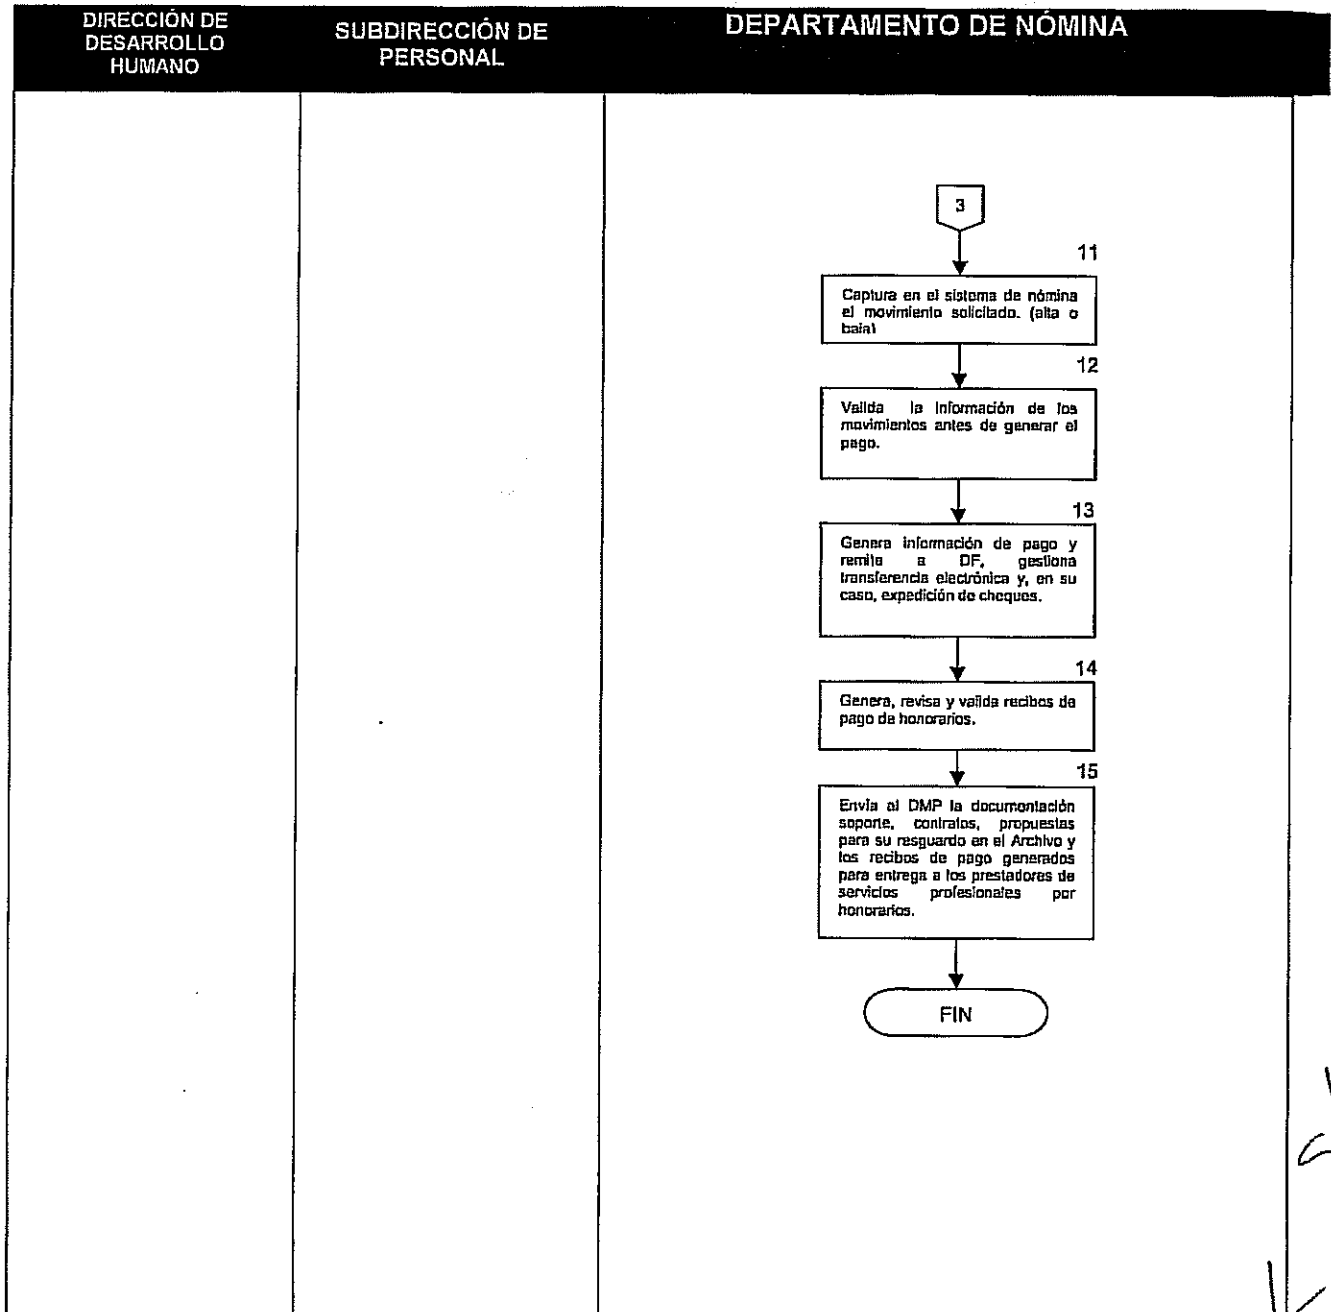 DIRECCIÓN DE
DESARROLLO
HUMANO
SUBDIRECCIÓN DE
PERSONAL
DEPARTAMENTO DE NÓMINA
3
11
Captura en el sistema de nómina
el movimiento solicitado. (alta o
baja)
12
Valida la información de los
movimientos antes de generar el
pago.
13
Genera información de pago y
remite a DF, gestiona
transferencia electrónica y, en su
caso, expedición de cheques.
14
Genera, revisa y valida recibos de
pago de honorarios.
15
Envía al DMP la documentación
soporte, contratos, propuestas
para su resguardo en el Archivo y
los recibos de pago generados
para entrega a los prestadores de
servicios profesionales por
honorarios.
FIN